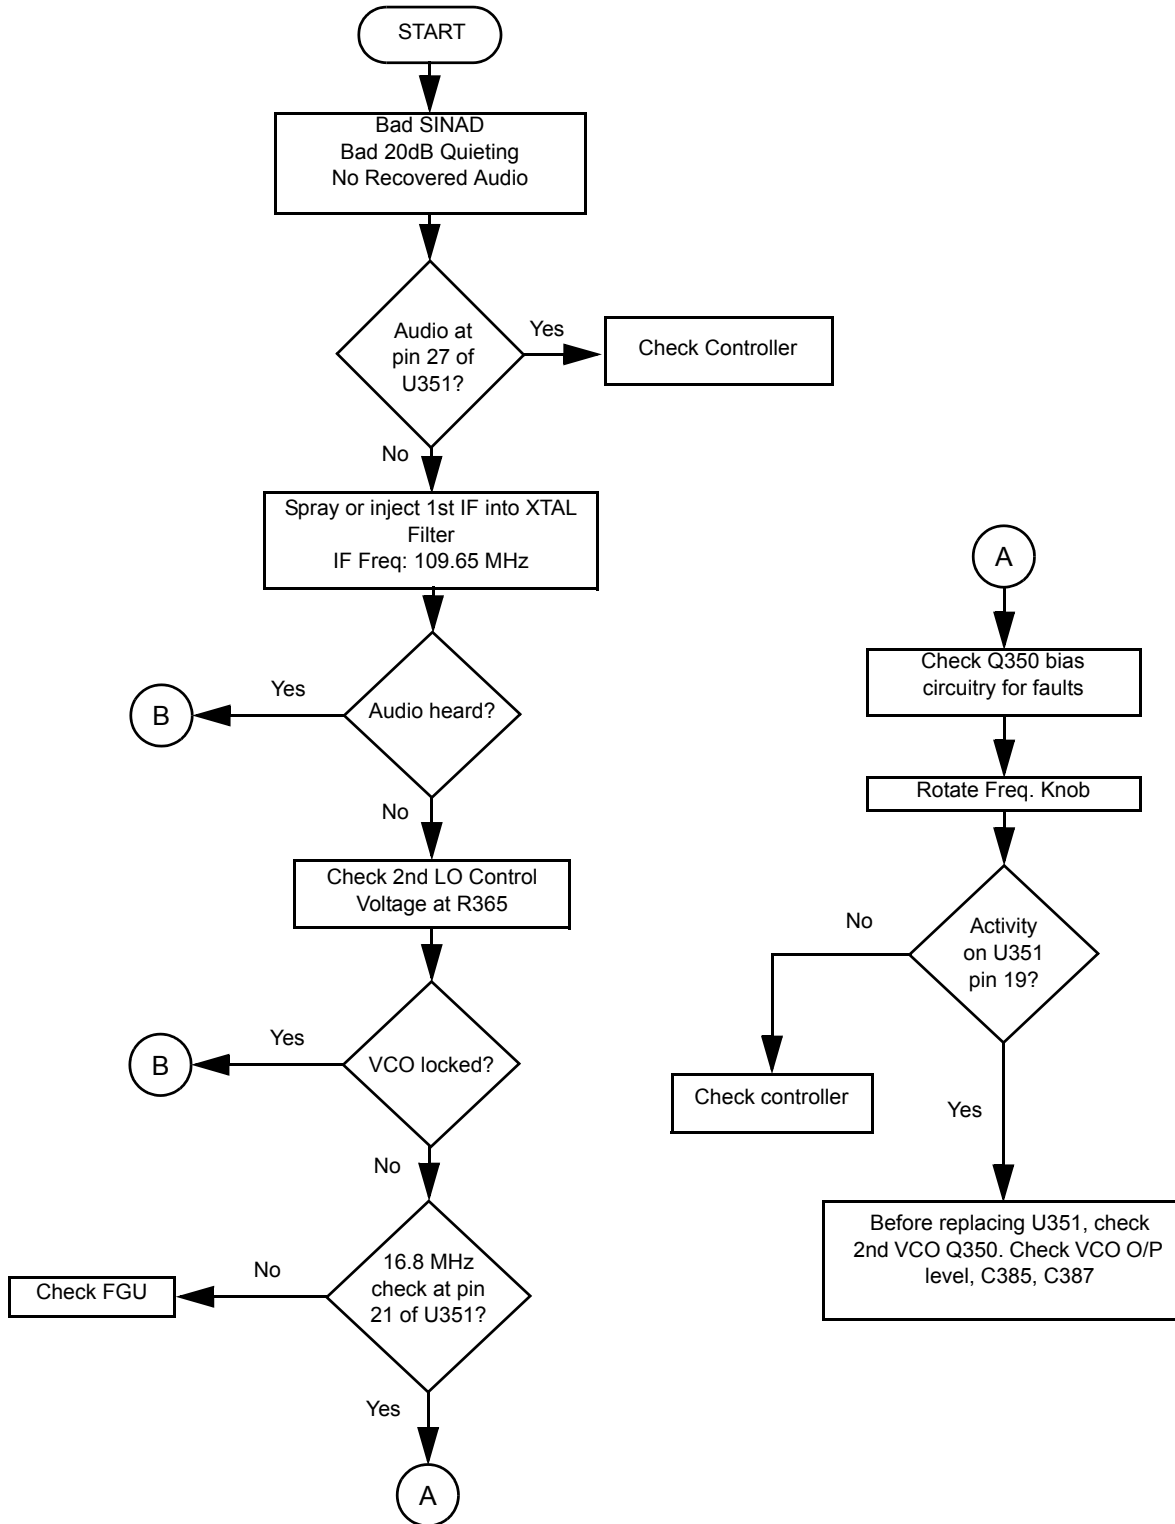 START
Bad SINAD
Bad 20dB Quieting
No Recovered Audio
Audio at
pin 27 of
U351?
Yes
Check Controller
No
Spray or inject 1st IF into XTAL
Filter
IF Freq: 109.65 MHz
Audio heard?
Yes
B
No
Check 2nd LO Control
Voltage at R365
VCO locked?
Yes
B
No
16.8 MHz
check at pin
21 of U351?
No
Check FGU
Yes
A
A
Check Q350 bias
circuitry for faults
Rotate Freq. Knob
Activity
on U351
pin 19?
No
Check controller
Yes
Before replacing U351, check
2nd VCO Q350. Check VCO O/P
level, C385, C387